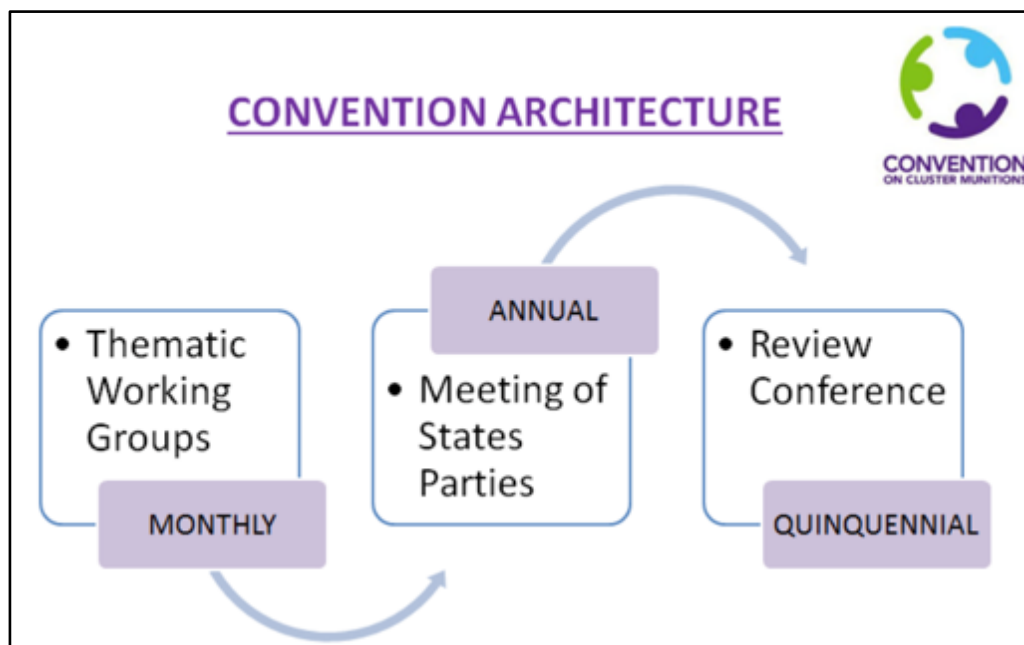 CONVENTION ARCHITECTURE
CONVENTION
ON CLUSTER MUNITIONS
• Thematic
Working
Groups
MONTHLY
ANNUAL
• Meeting of
States
Parties
• Review
Conference
QUINQUENNIAL